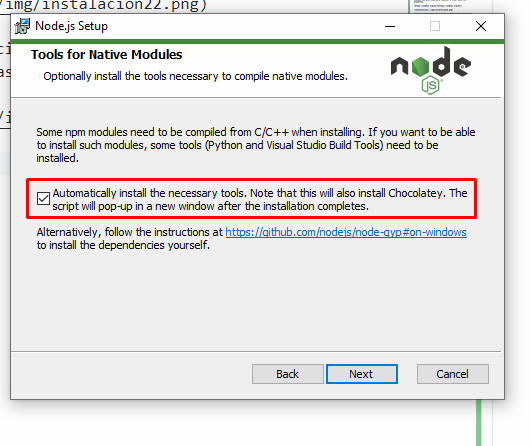 /img/instalacion22.png)
Node.js Setup
Tools for Native Modules
Optionally install the tools necessary to compile native modules.
node
JS
Some npm modules need to be compiled from C/C++ when installing. If you want to be able
to install such modules, some tools (Python and Visual Studio Build Tools) need to be
installed.
Automatically install the necessary tools. Note that this will also install Chocolatey. The
script will pop-up in a new window after the installation completes.
Alternatively, follow the instructions at https://github.com/nodejs/node-gyp#on-windows
to install the dependencies yourself.
Back Next Cancel